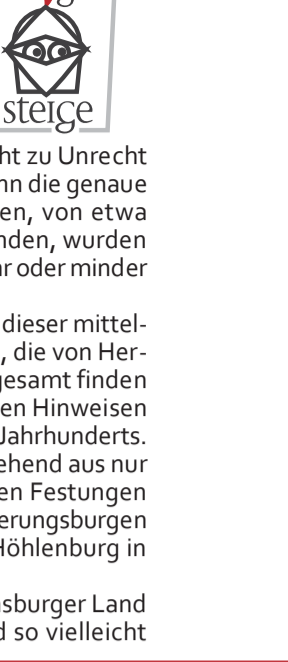 steige
ht zu Unrecht
nn die genaue
en, von etwa
nden, wurden
r oder minder
dieser mittel-
, die von Her-
gesamt finden
en Hinweisen
Jahrhunderts.
ehend aus nur
en Festungen
erungsburgen
Höhlenburg in
sburger Land
d so vielleicht